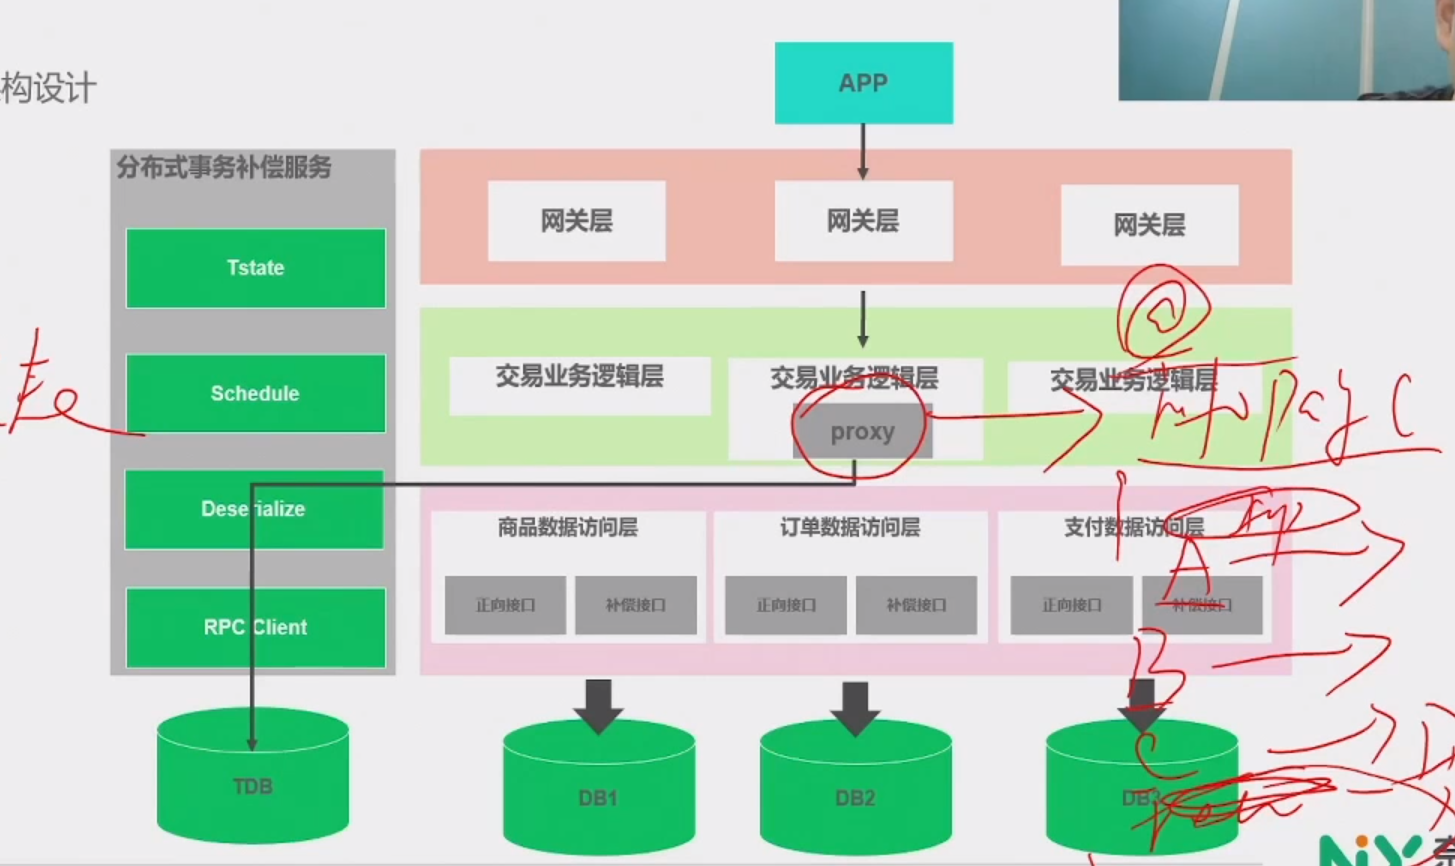 构设计
APP
分布式事务补偿服务
网关层
网关层
网关层
Tstate
Schedule
Deserialize
RPC Client
交易业务逻辑层
交易业务逻辑层
交易业务逻辑层
proxy
商品数据访问层
订单数据访问层
支付数据访问层
正向接口
补偿接口
正向接口
补偿接口
正向接口
补偿接口
A
B
C
TDB
DB1
DB2
DB3